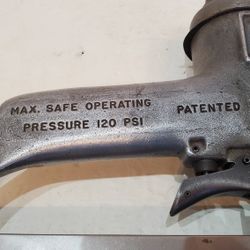 MAX. SAFE OPERATING
PRESSURE 120 PSI
PATENTED